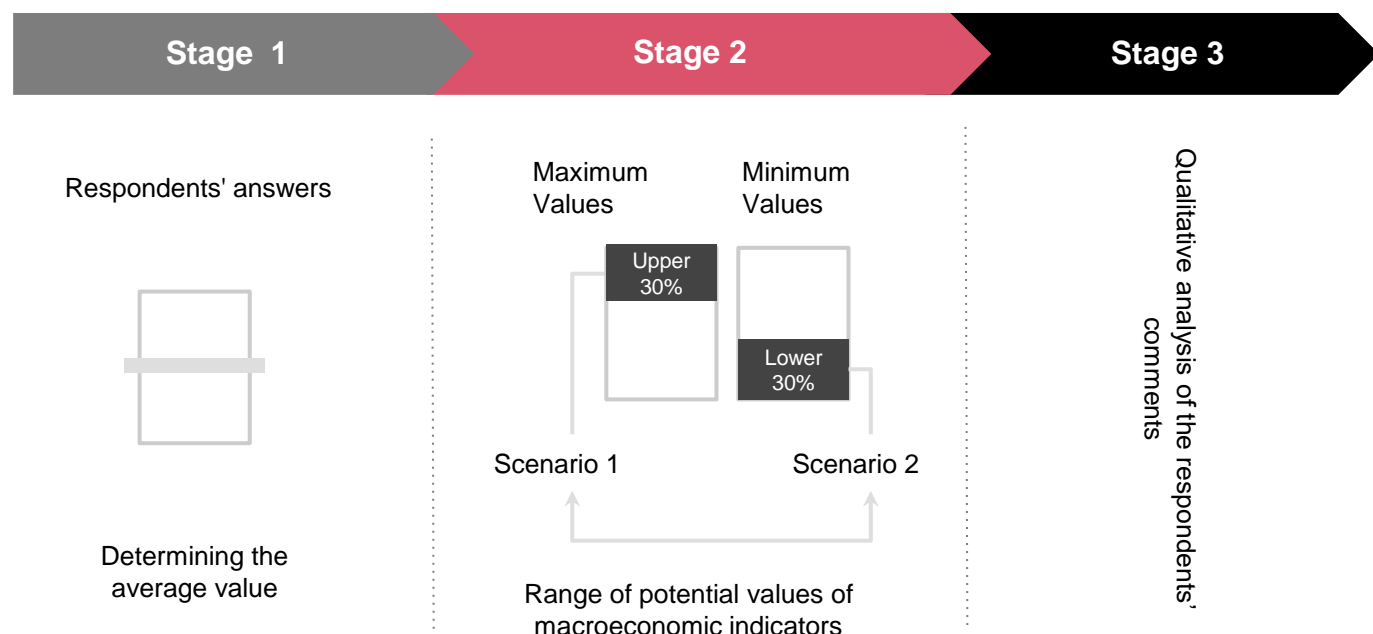 Stage 1
Stage 2
Stage 3
Respondents' answers
Determining the
average value
Maximum
Values
Minimum
Values
Upper
30%
Lower
30%
Scenario 1
Scenario 2
Range of potential values of
macroeconomic indicators
Qualitative analysis of the respondents’
comments